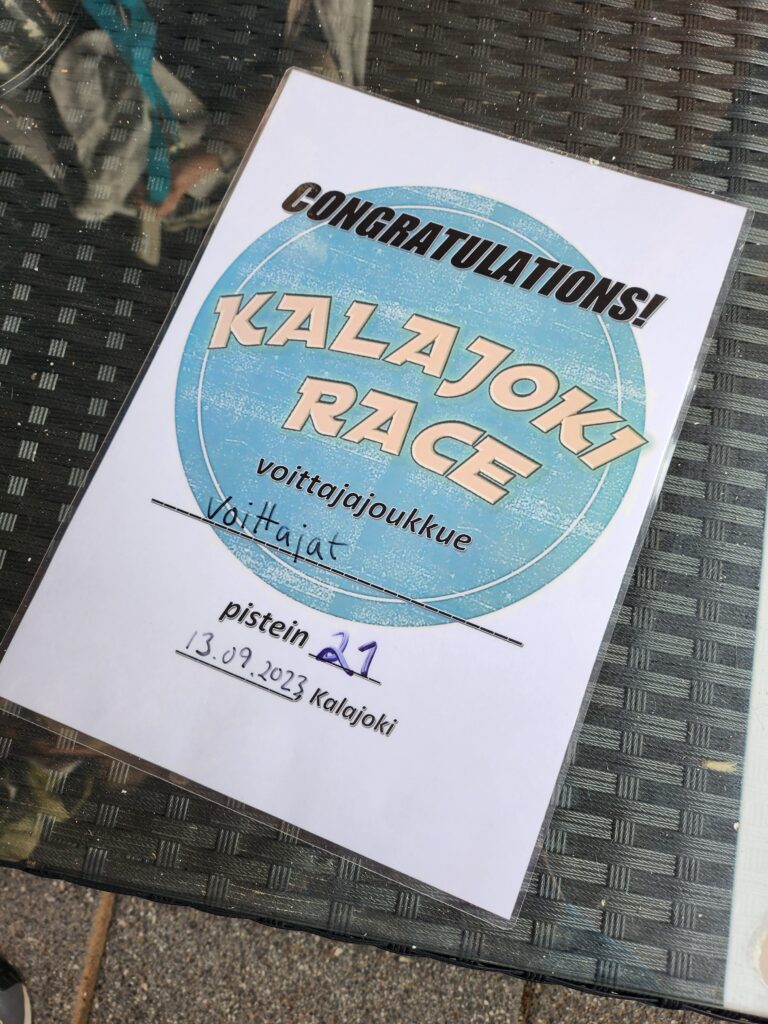 CONGRATULATIONS!
KALAJOKI
RACE
voittajajoukkue
Voittajat
pistein 21
13.09.2023, Kalajoki